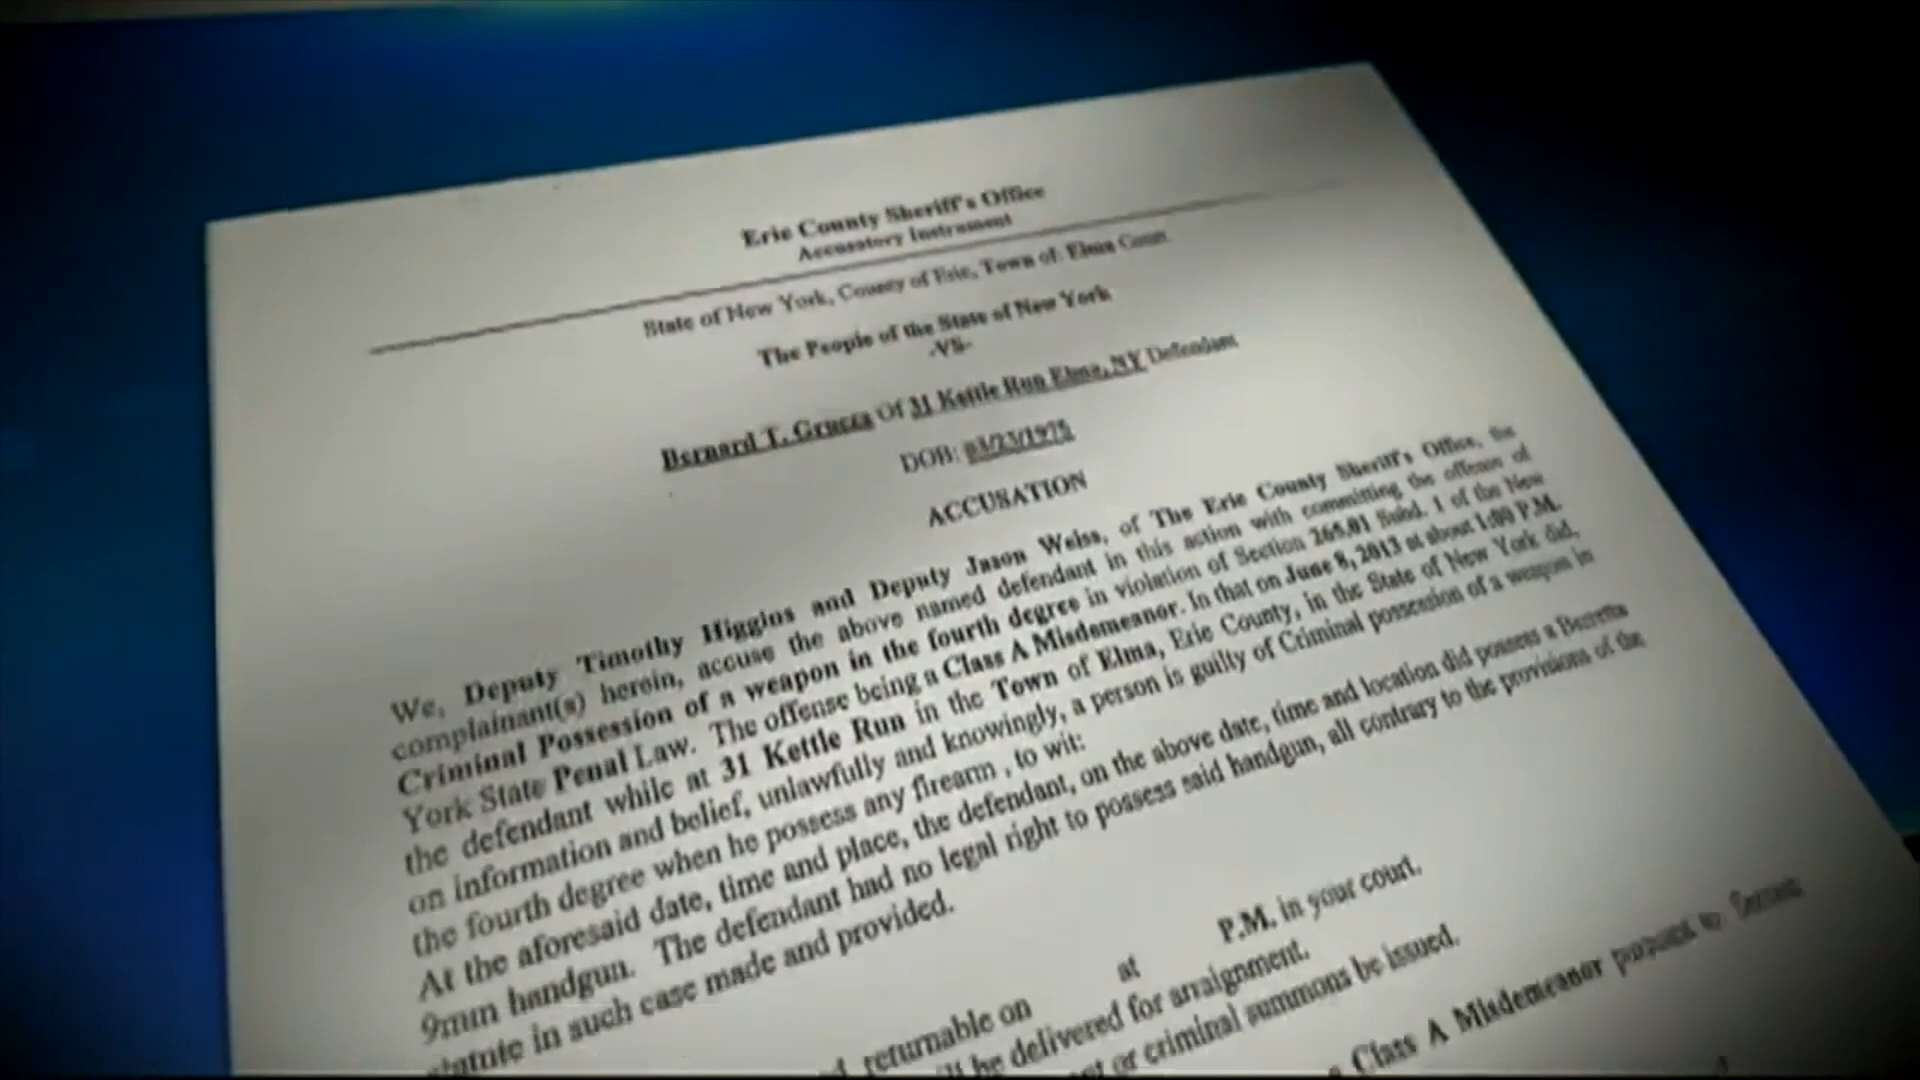 Erie County Sheriff's Office
Accusatory Instrument
State of New York, County of Erie, Town of: Elma Court
The People of the State of New York
-VS-
Bernard T. Grucza Of 31 Kettle Run Elma, NY Defendant
DOB: 03/23/1975
ACCUSATION
We, Deputy Timothy Higgins and Deputy Jason Weiss, of The Erie County Sheriff's Office, the
complainant(s) herein, accuse the above named defendant in this action with committing the offense of
Criminal Possession of a weapon in the fourth degree in violation of Section 265.01 Subd. 1 of the New
York State Penal Law. The offense being a Class A Misdemeanor. In that on June 8, 2013 at about 1:00 P.M.
the defendant while at 31 Kettle Run in the Town of Elma, Erie County, in the State of New York did,
on information and belief, unlawfully and knowingly, a person is guilty of Criminal possession of a weapon in
the fourth degree when he possess any firearm , to wit:
At the aforesaid date, time and place, the defendant, on the above date, time and location did possess a Berretta
9mm handgun. The defendant had no legal right to possess said handgun, all contrary to the provisions of the
statute in such case made and provided.
returnable on at P.M. in your court.
be delivered for arraignment.
or criminal summons be issued.
Class A Misdemeanor pursuant to Section